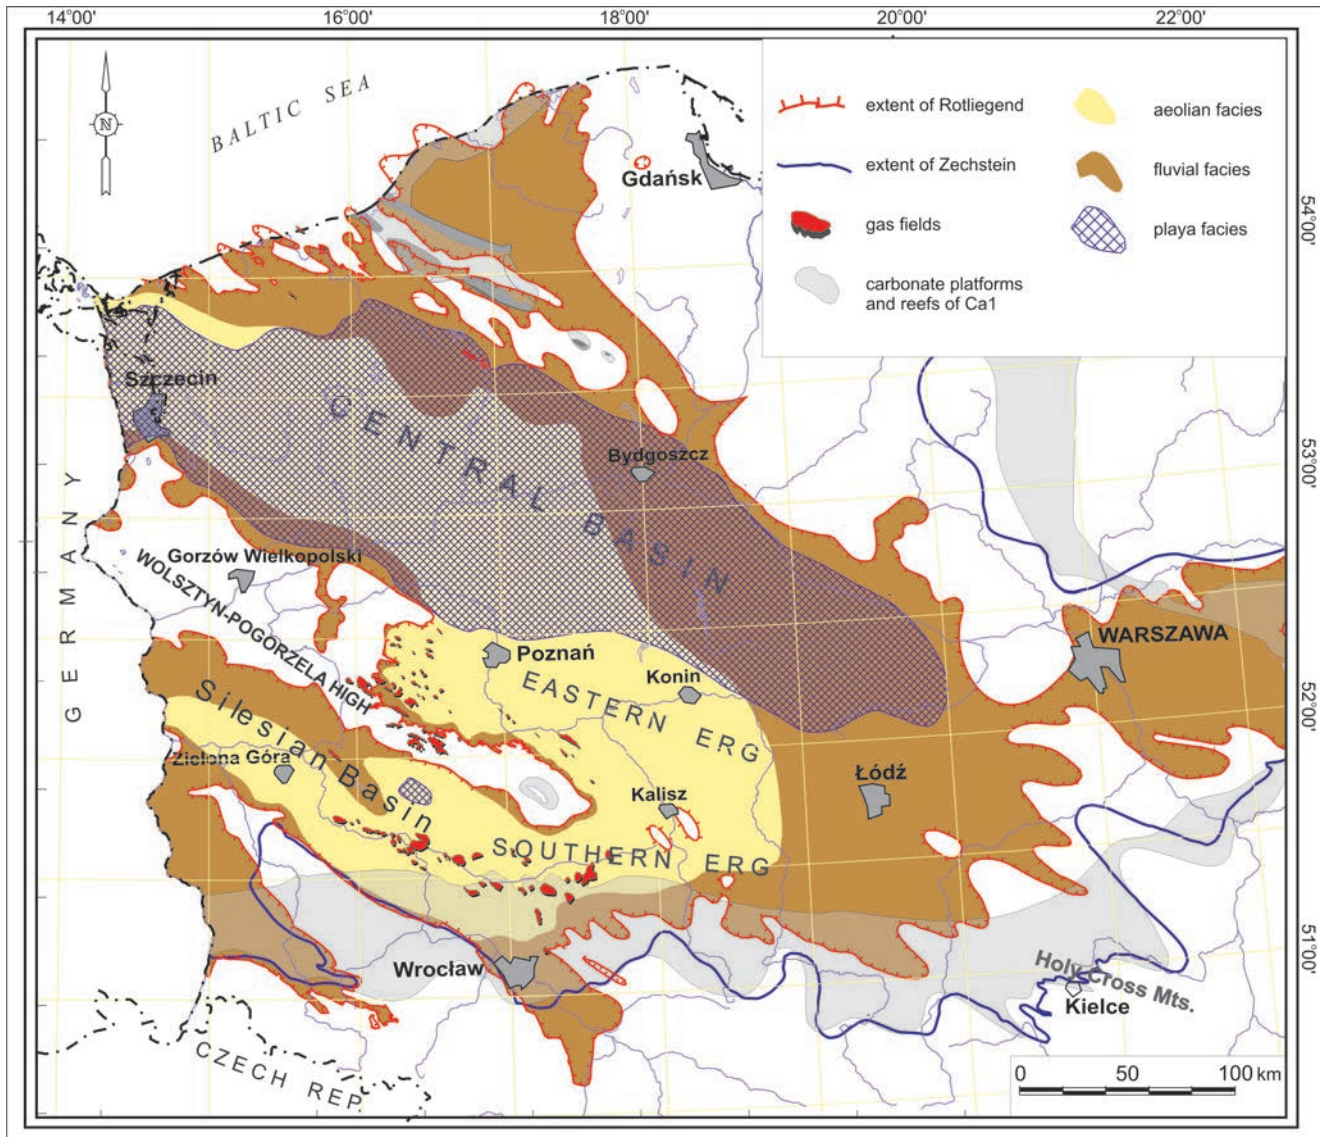 14°00'
16°00'
18°00'
20°00'
22°00'
BALTIC SEA
N
extent of Rotliegend
extent of Zechstein
gas fields
carbonate platforms
and reefs of Ca1
aeolian facies
fluvial facies
playa facies
Gdańsk
54°00'
53°00'
52°00'
51°00'
Szczecin
CENTRAL BASIN
Bydgoszcz
GERMANY
Gorzów Wielkopolski
WOLSZTYN-POGORZELA HIGH
Poznań
WARSZAWA
EASTERN ERG
Konin
Silesian Basin
Zielona Góra
Kalisz
Łódź
SOUTHERN ERG
Wrocław
Holy Cross Mts.
Kielce
CZECH REP.
0 50 100 km